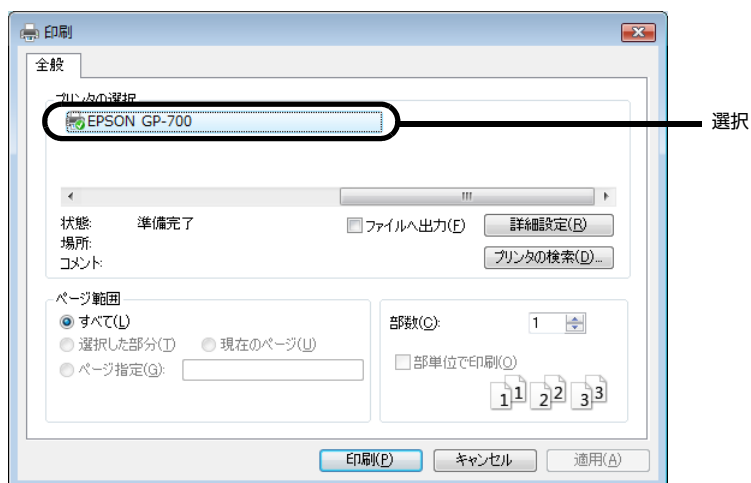 印刷
全般
プリンタの選択
EPSON GP-700
選択
状態: 準備完了
ファイルへ出力(F)
詳細設定(R)
場所:
コメント:
プリンタの検索(D)...
ページ範囲
すべて(L)
選択した部分(T)
現在のページ(U)
ページ指定(G):
部数(C): 1
部単位で印刷(O)
1 1 2 2 3 3
印刷(P)
キャンセル
適用(A)